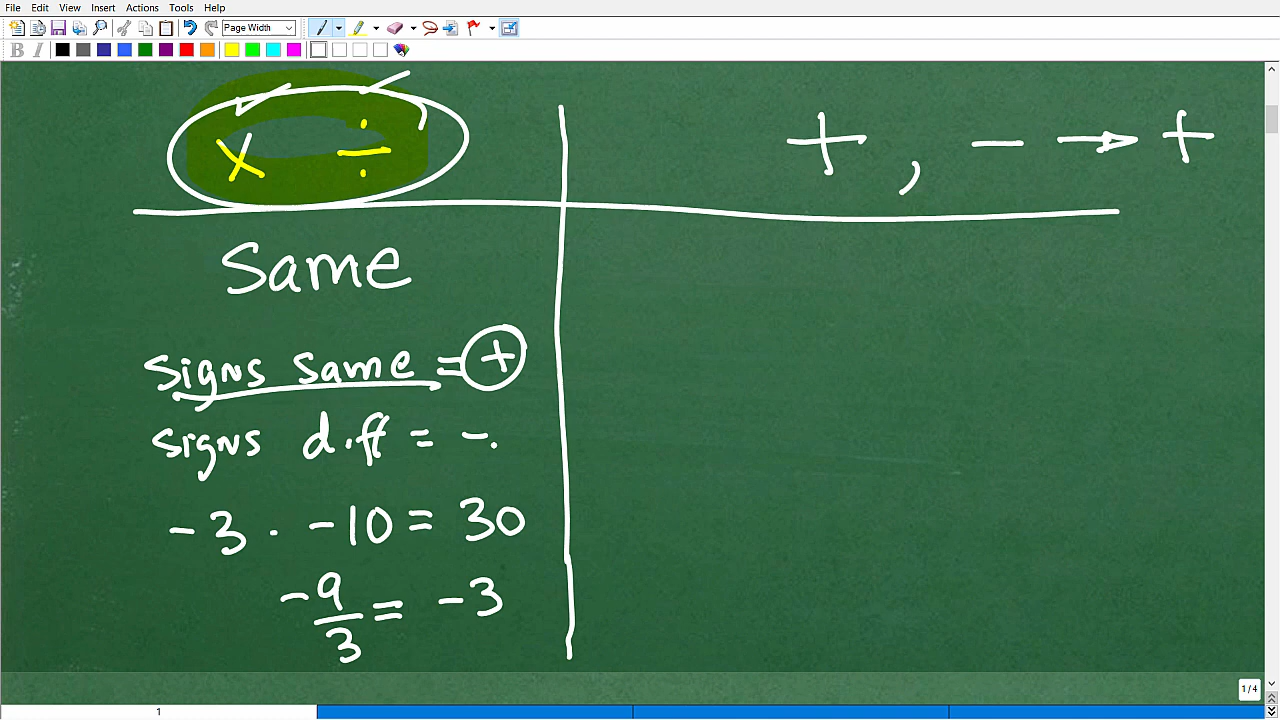 File Edit View Insert Actions Tools Help
Page Width
B I
× ÷
+ , − → +
Same
Signs Same = +
Signs diff = -.
-3 · -10 = 30
-9/3 = -3
1/4
1